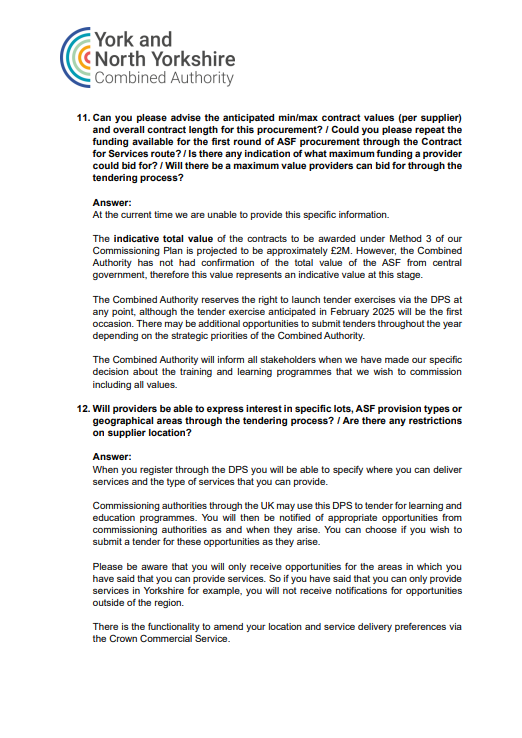 York and
North Yorkshire
Combined Authority
11. Can you please advise the anticipated min/max contract values (per supplier)
and overall contract length for this procurement? / Could you please repeat the
funding available for the first round of ASF procurement through the Contract
for Services route? / Is there any indication of what maximum funding a provider
could bid for? / Will there be a maximum value providers can bid for through the
tendering process?
Answer:
At the current time we are unable to provide this specific information.
The indicative total value of the contracts to be awarded under Method 3 of our
Commissioning Plan is projected to be approximately £2M. However, the Combined
Authority has not had confirmation of the total value of the ASF from central
government, therefore this value represents an indicative value at this stage.
The Combined Authority reserves the right to launch tender exercises via the DPS at
any point, although the tender exercise anticipated in February 2025 will be the first
occasion. There may be additional opportunities to submit tenders throughout the year
depending on the strategic priorities of the Combined Authority.
The Combined Authority will inform all stakeholders when we have made our specific
decision about the training and learning programmes that we wish to commission
including all values.
12. Will providers be able to express interest in specific lots, ASF provision types or
geographical areas through the tendering process? / Are there any restrictions
on supplier location?
Answer:
When you register through the DPS you will be able to specify where you can deliver
services and the type of services that you can provide.
Commissioning authorities through the UK may use this DPS to tender for learning and
education programmes. You will then be notified of appropriate opportunities from
commissioning authorities as and when they arise. You can choose if you wish to
submit a tender for these opportunities as they arise.
Please be aware that you will only receive opportunities for the areas in which you
have said that you can provide services. So if you have said that you can only provide
services in Yorkshire for example, you will not receive notifications for opportunities
outside of the region.
There is the functionality to amend your location and service delivery preferences via
the Crown Commercial Service.